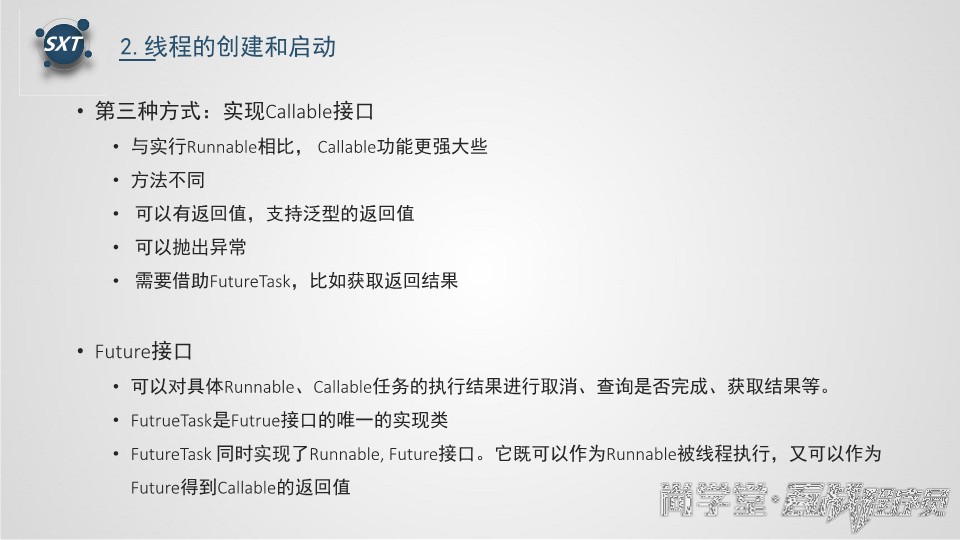 SXT
2. 线程的创建和启动
• 第三种方式：实现Callable接口
• 与实行Runnable相比， Callable功能更强大些
• 方法不同
• 可以有返回值，支持泛型的返回值
• 可以抛出异常
• 需要借助FutureTask，比如获取返回结果
• Future接口
• 可以对具体Runnable、Callable任务的执行结果进行取消、查询是否完成、获取结果等。
• FutrueTask是Futrue接口的唯一的实现类
• FutureTask 同时实现了Runnable, Future接口。它既可以作为Runnable被线程执行，又可以作为
Future得到Callable的返回值
尚学堂·百战程序员